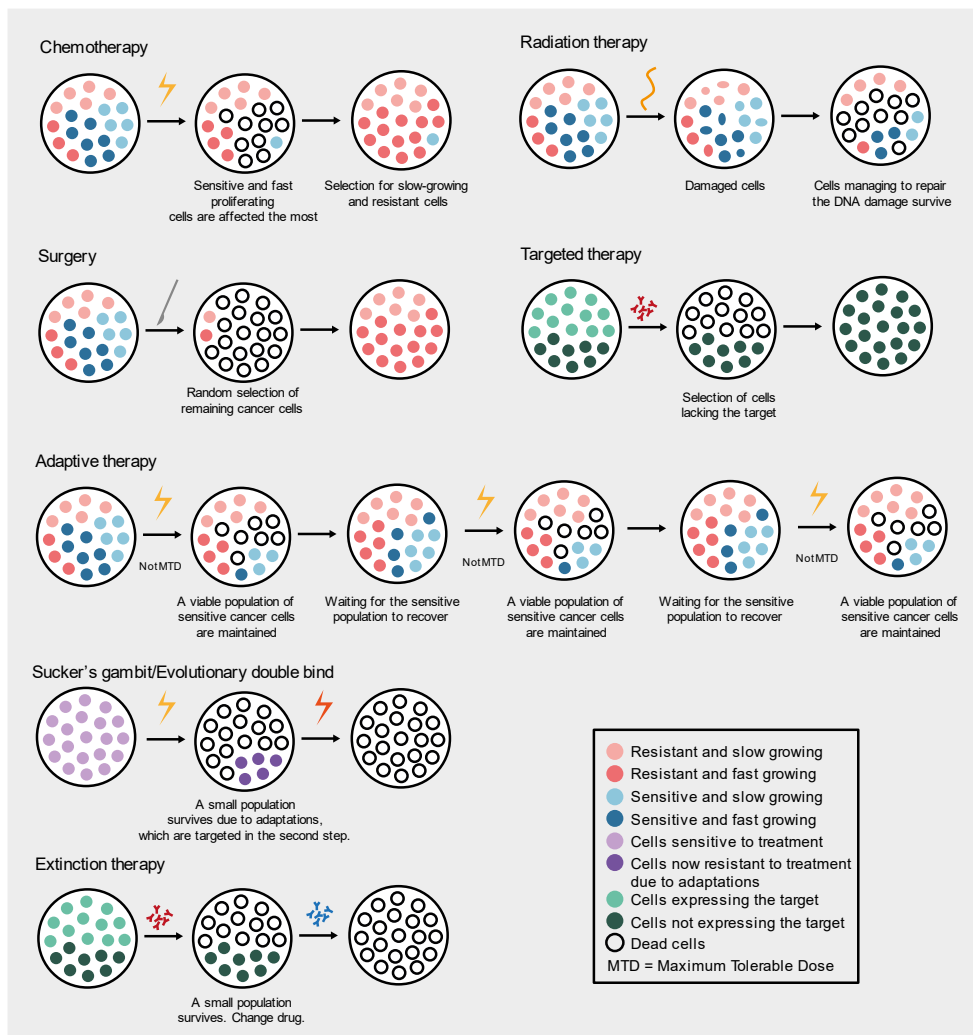 Chemotherapy
Sensitive and fast
proliferating
cells are affected the most
Selection for slow-growing
and resistant cells
Radiation therapy
Damaged cells
Cells managing to repair
the DNA damage survive
Surgery
Random selection of
remaining cancer cells
Targeted therapy
Selection of cells
lacking the target
Adaptive therapy
NotMTD
A viable population of
sensitive cancer cells
are maintained
Waiting for the sensitive
population to recover
NotMTD
A viable population of
sensitive cancer cells
are maintained
Waiting for the sensitive
population to recover
NotMTD
A viable population of
sensitive cancer cells
are maintained
Sucker's gambit/Evolutionary double bind
A small population
survives due to adaptations,
which are targeted in the second step.
Extinction therapy
A small population
survives. Change drug.
Resistant and slow growing
Resistant and fast growing
Sensitive and slow growing
Sensitive and fast growing
Cells sensitive to treatment
Cells now resistant to treatment
due to adaptations
Cells expressing the target
Cells not expressing the target
Dead cells
MTD = Maximum Tolerable Dose